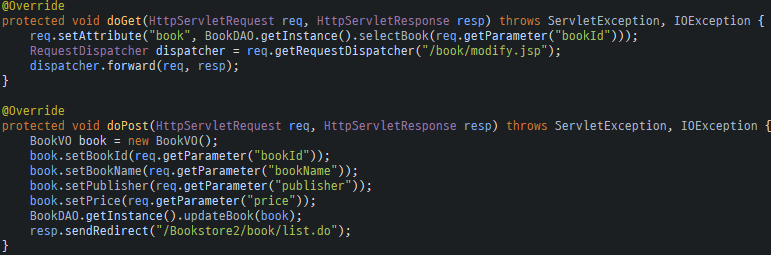 @Override
protected void doGet(HttpServletRequest req, HttpServletResponse resp) throws ServletException, IOException {
    req.setAttribute("book", BookDAO.getInstance().selectBook(req.getParameter("bookId")));
    RequestDispatcher dispatcher = req.getRequestDispatcher("/book/modify.jsp");
    dispatcher.forward(req, resp);
}

@Override
protected void doPost(HttpServletRequest req, HttpServletResponse resp) throws ServletException, IOException {
    BookVO book = new BookVO();
    book.setBookId(req.getParameter("bookId"));
    book.setBookName(req.getParameter("bookName"));
    book.setPublisher(req.getParameter("publisher"));
    book.setPrice(req.getParameter("price"));
    BookDAO.getInstance().updateBook(book);
    resp.sendRedirect("/Bookstore2/book/list.do");
}